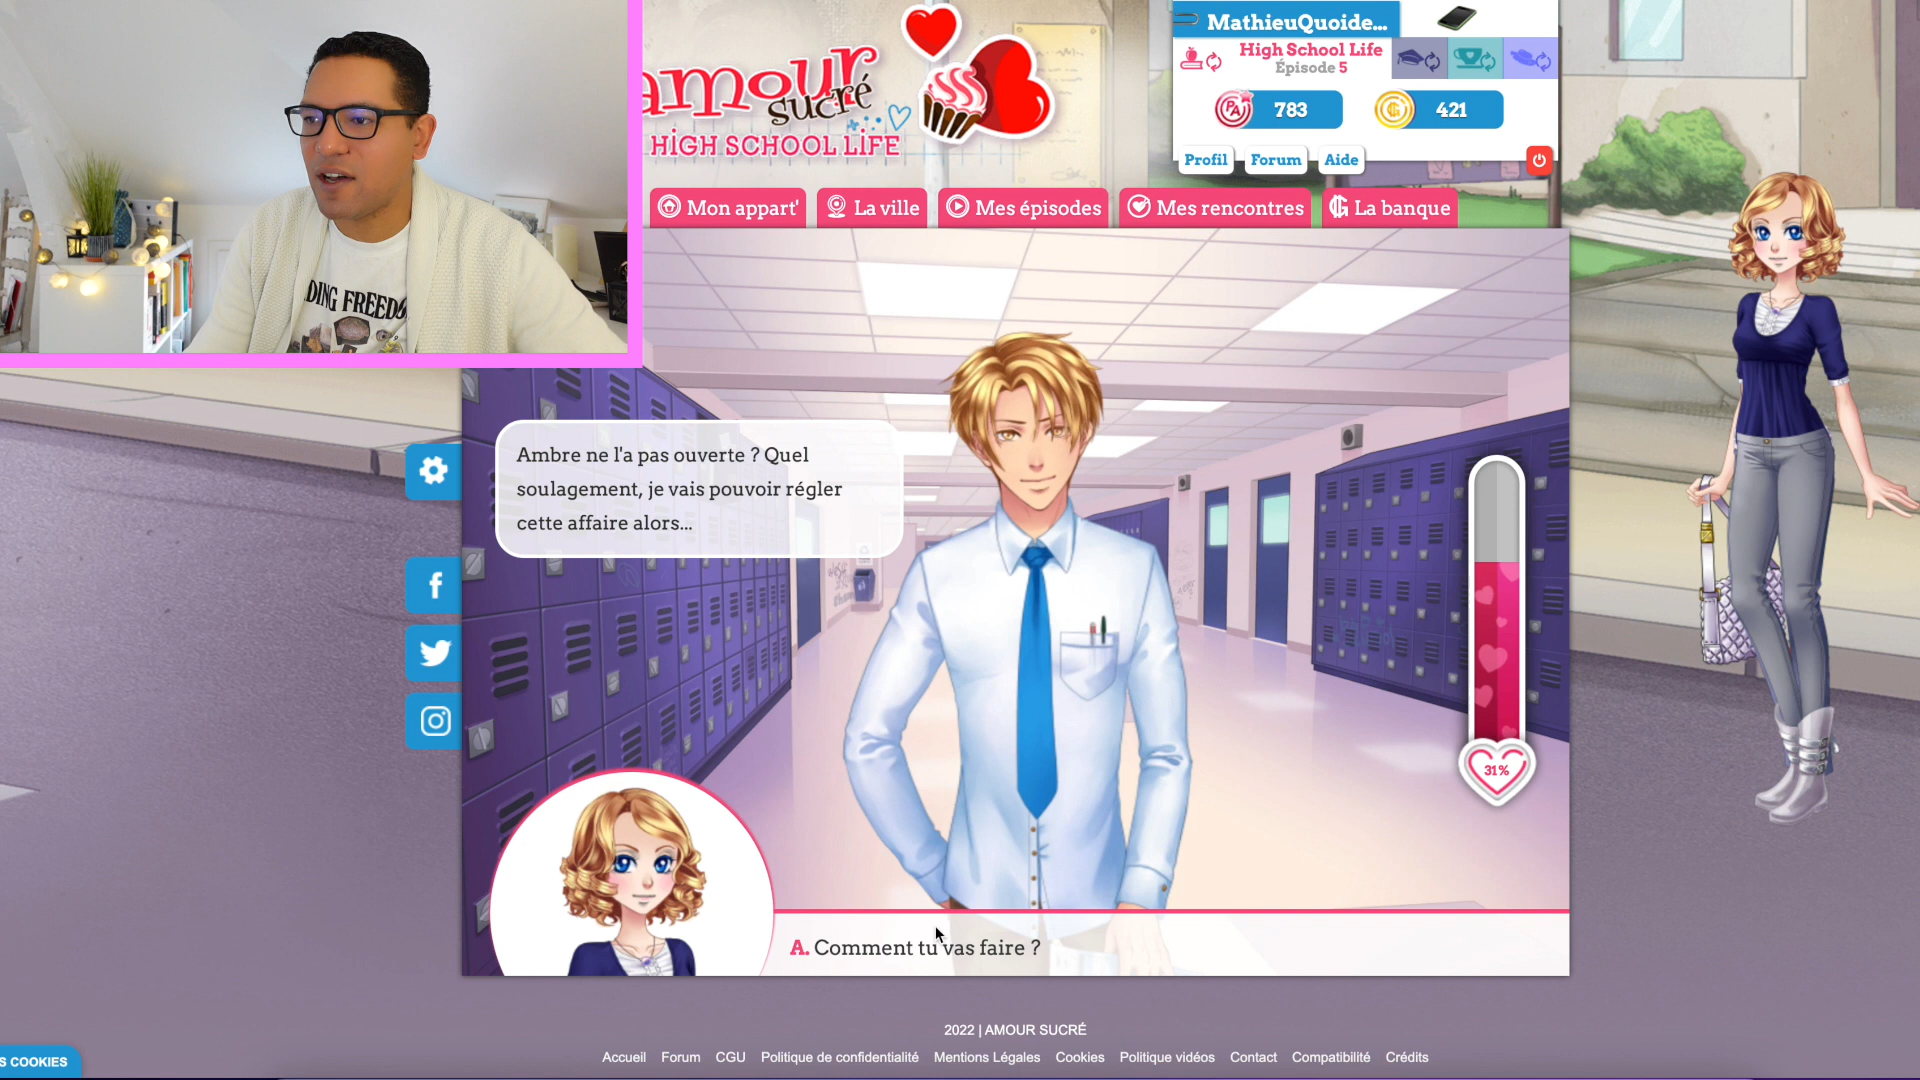 DING FREEDO
amour
sucré
HIGH SCHOOL LIFE
MathieuQuoide...
High School Life
Épisode 5
PA
783
421
Profil
Forum
Aide
Mon appart'
La ville
Mes épisodes
Mes rencontres
La banque
Ambre ne l'a pas ouverte ? Quel
soulagement, je vais pouvoir régler
cette affaire alors...
31%
A. Comment tu vas faire ?
2022 | AMOUR SUCRÉ
Accueil Forum CGU Politique de confidentialité Mentions Légales Cookies Politique vidéos Contact Compatibilité Crédits
S COOKIES